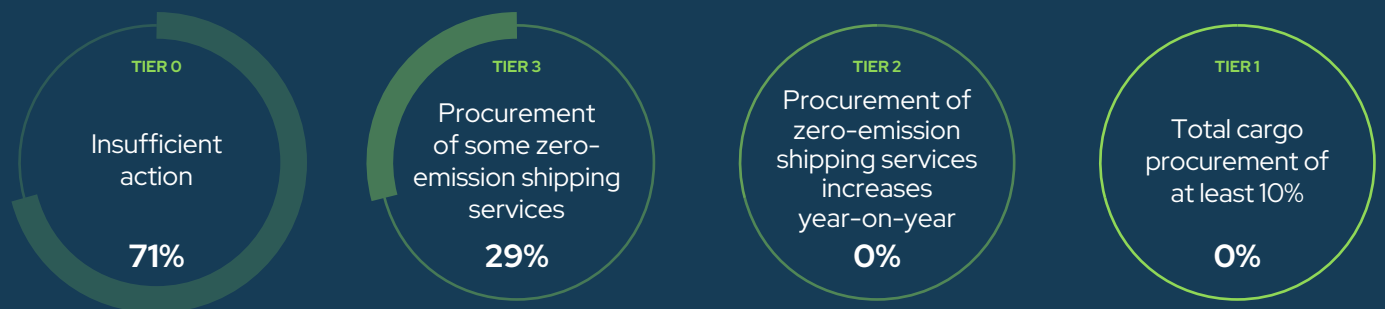 TIER 0
Insufficient
action
71%
TIER 3
Procurement
of some zero-
emission shipping
services
29%
TIER 2
Procurement of
zero-emission
shipping services
increases
year-on-year
0%
TIER 1
Total cargo
procurement of
at least 10%
0%